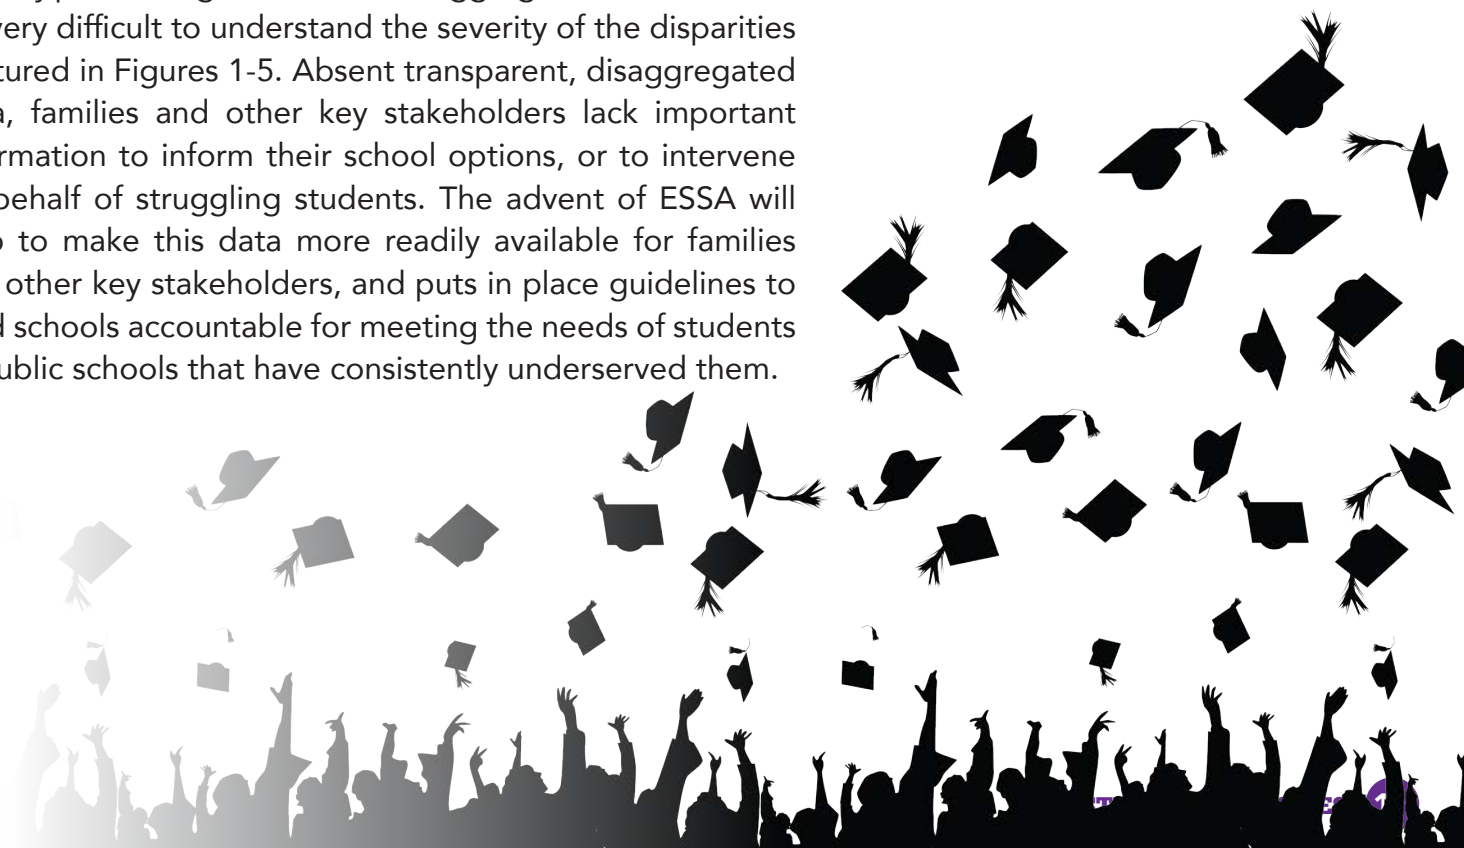 very difficult to understand the severity of the disparities
tured in Figures 1-5. Absent transparent, disaggregated
a, families and other key stakeholders lack important
rmation to inform their school options, or to intervene
behalf of struggling students. The advent of ESSA will
p to make this data more readily available for families
other key stakeholders, and puts in place guidelines to
d schools accountable for meeting the needs of students
ublic schools that have consistently underserved them.